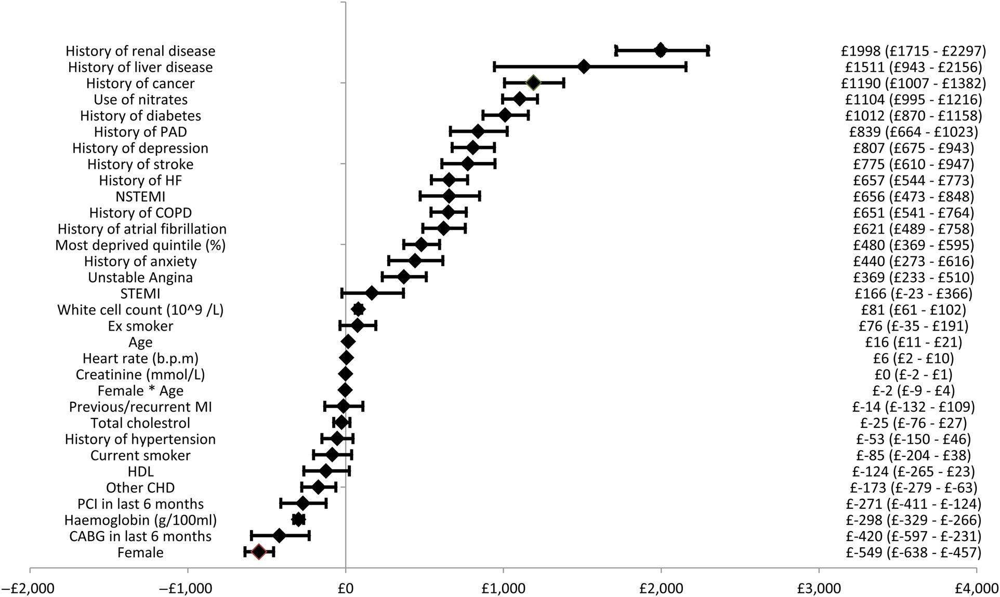 History of renal disease £1998 (£1715 - £2297)
History of liver disease £1511 (£943 - £2156)
History of cancer £1190 (£1007 - £1382)
Use of nitrates £1104 (£995 - £1216)
History of diabetes £1012 (£870 - £1158)
History of PAD £839 (£664 - £1023)
History of depression £807 (£675 - £943)
History of stroke £775 (£610 - £947)
History of HF £657 (£544 - £773)
NSTEMI £656 (£473 - £848)
History of COPD £651 (£541 - £764)
History of atrial fibrillation £621 (£489 - £758)
Most deprived quintile (%) £480 (£369 - £595)
History of anxiety £440 (£273 - £616)
Unstable Angina £369 (£233 - £510)
STEMI £166 (£-23 - £366)
White cell count (10^9 /L) £81 (£61 - £102)
Ex smoker £76 (£-35 - £191)
Age £16 (£11 - £21)
Heart rate (b.p.m) £6 (£2 - £10)
Creatinine (mmol/L) £0 (£-2 - £1)
Female * Age £-2 (£-9 - £4)
Previous/recurrent MI £-14 (£-132 - £109)
Total cholestrol £-25 (£-76 - £27)
History of hypertension £-53 (£-150 - £46)
Current smoker £-85 (£-204 - £38)
HDL £-124 (£-265 - £23)
Other CHD £-173 (£-279 - £-63)
PCI in last 6 months £-271 (£-411 - £-124)
Haemoglobin (g/100ml) £-298 (£-329 - £-266)
CABG in last 6 months £-420 (£-597 - £-231)
Female £-549 (£-638 - £-457)
–£2,000 –£1,000 £0 £1,000 £2,000 £3,000 £4,000